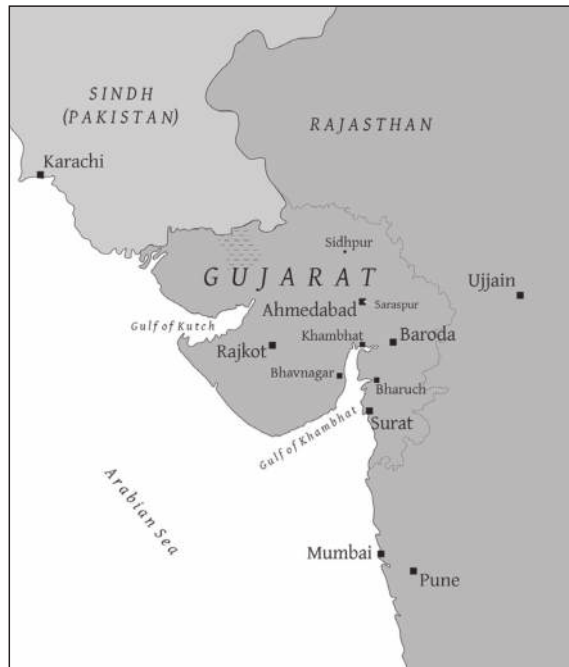 SINDH
(PAKISTAN)
RAJASTHAN
Karachi
Sidhpur
GUJARAT
Ujjain
Ahmedabad
Saraspur
Gulf of Kutch
Khambhat
Baroda
Rajkot
Bhavnagar
Bharuch
Gulf of Khambhat
Surat
Arabian Sea
Mumbai
Pune